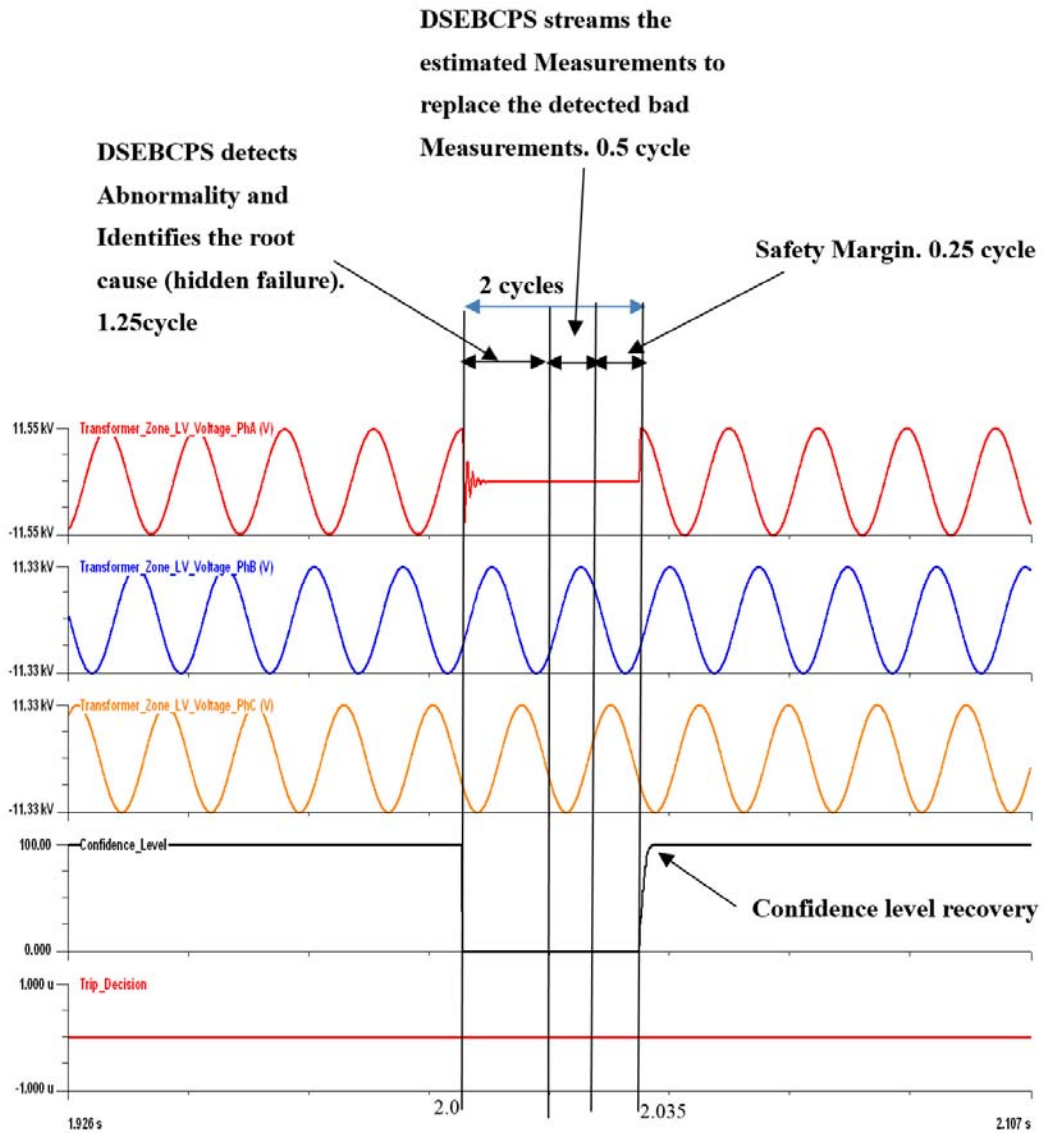 DSEBCPS streams the
estimated Measurements to
replace the detected bad
Measurements. 0.5 cycle
DSEBCPS detects
Abnormality and
Identifies the root
cause (hidden failure).
1.25cycle
Safety Margin. 0.25 cycle
2 cycles
11.55 kV
Transformer_Zone_LV_Voltage_PhA (V)
-11.55 kV
11.33 kV
Transformer_Zone_LV_Voltage_PhB (V)
-11.33 kV
11.33 kV
Transformer_Zone_LV_Voltage_PhC (V)
-11.33 kV
100.00
Confidence_Level
Confidence level recovery
0.000
1.000 u
Trip_Decision
-1.000 u
2.0
2.035
1.926 s
2.107 s